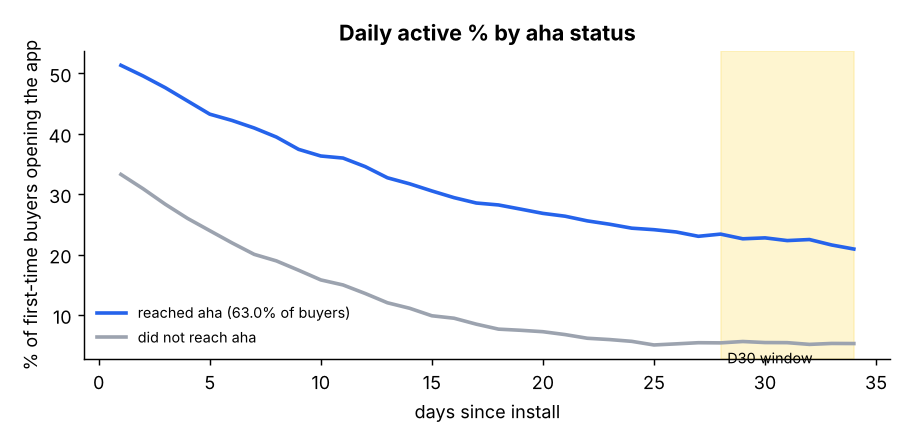 Daily active % by aha status
% of first-time buyers opening the app
50
40
30
20
10
reached aha (63.0% of buyers)
did not reach aha
D30 window
0 5 10 15 20 25 30 35
days since install